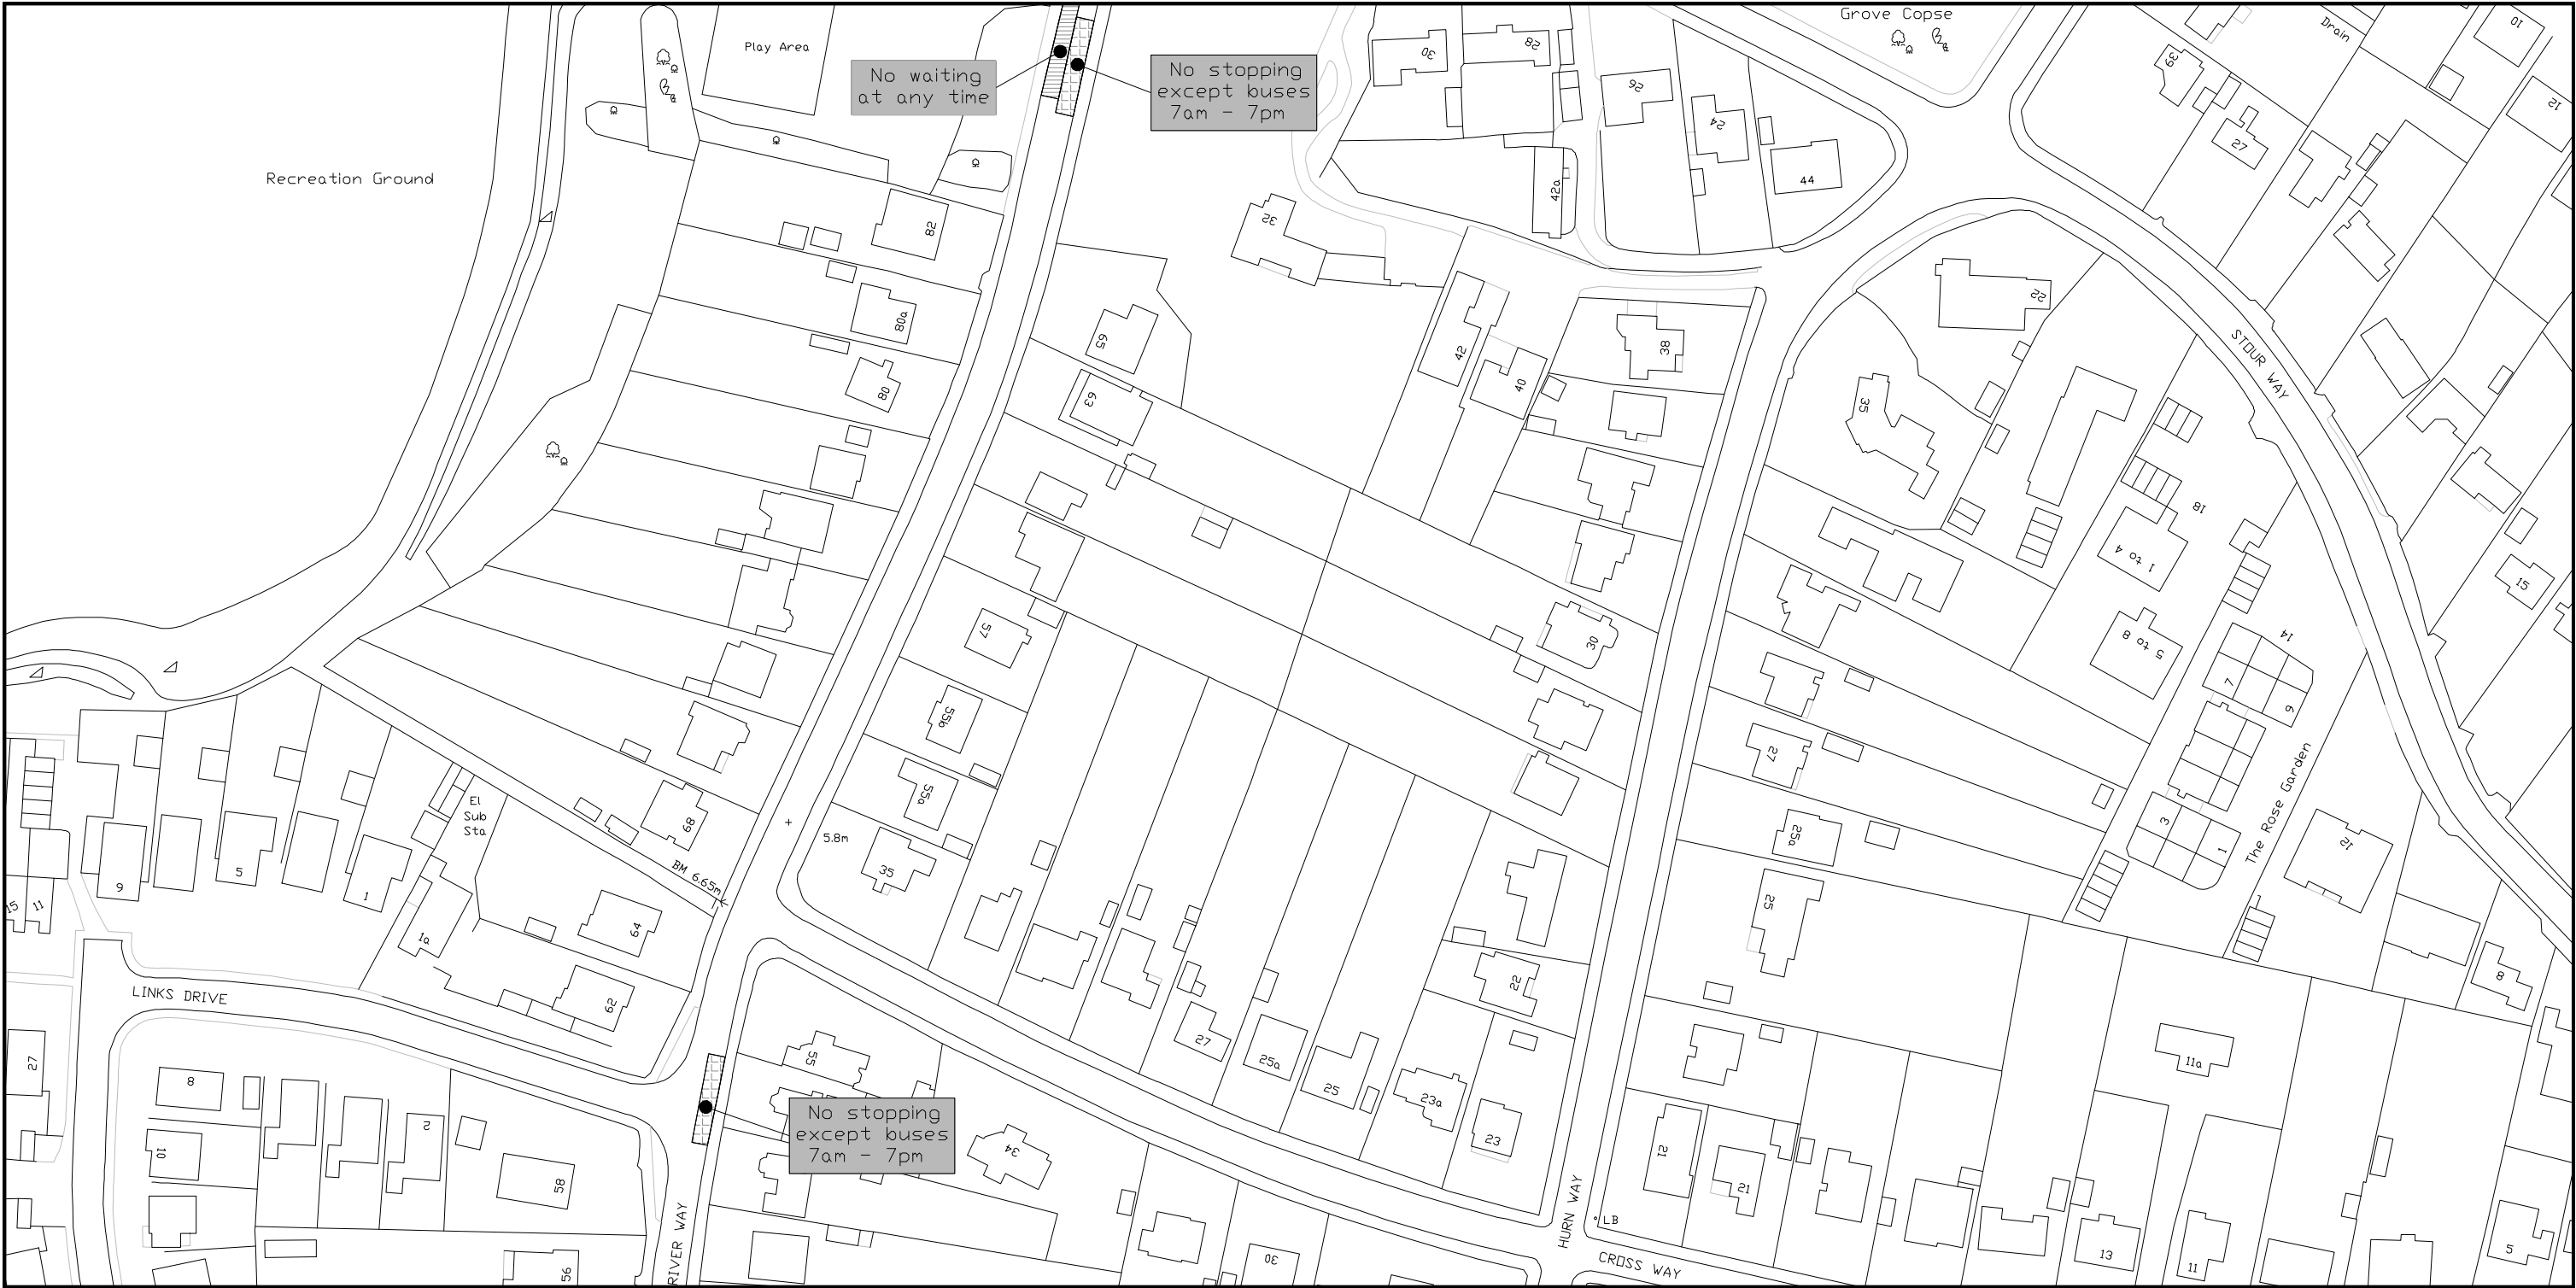 Grove Copse
Play Area
Drain
10
No waiting
at any time
No stopping
except buses
7am - 7pm
30
28
26
24
44
42a
39
27
12
Recreation Ground
82
32
80a
65
80
63
42
40
38
22
35
STOUR WAY
18
1 to 4
15
5 to 8
14
57
30
7
6
55b
27
The Rose Garden
55a
25a
3
1
12
5.8m
35
68
BM 6.65m
El
Sub
Sta
9
5
1
15
11
1a
64
62
25
22
1
8
LINKS DRIVE
27
55
27
25a
25
23a
23
11a
8
10
2
58
No stopping
except buses
7am - 7pm
34
21
21
LB
HURN WAY
CROSS WAY
RIVER WAY
56
30
13
11
5